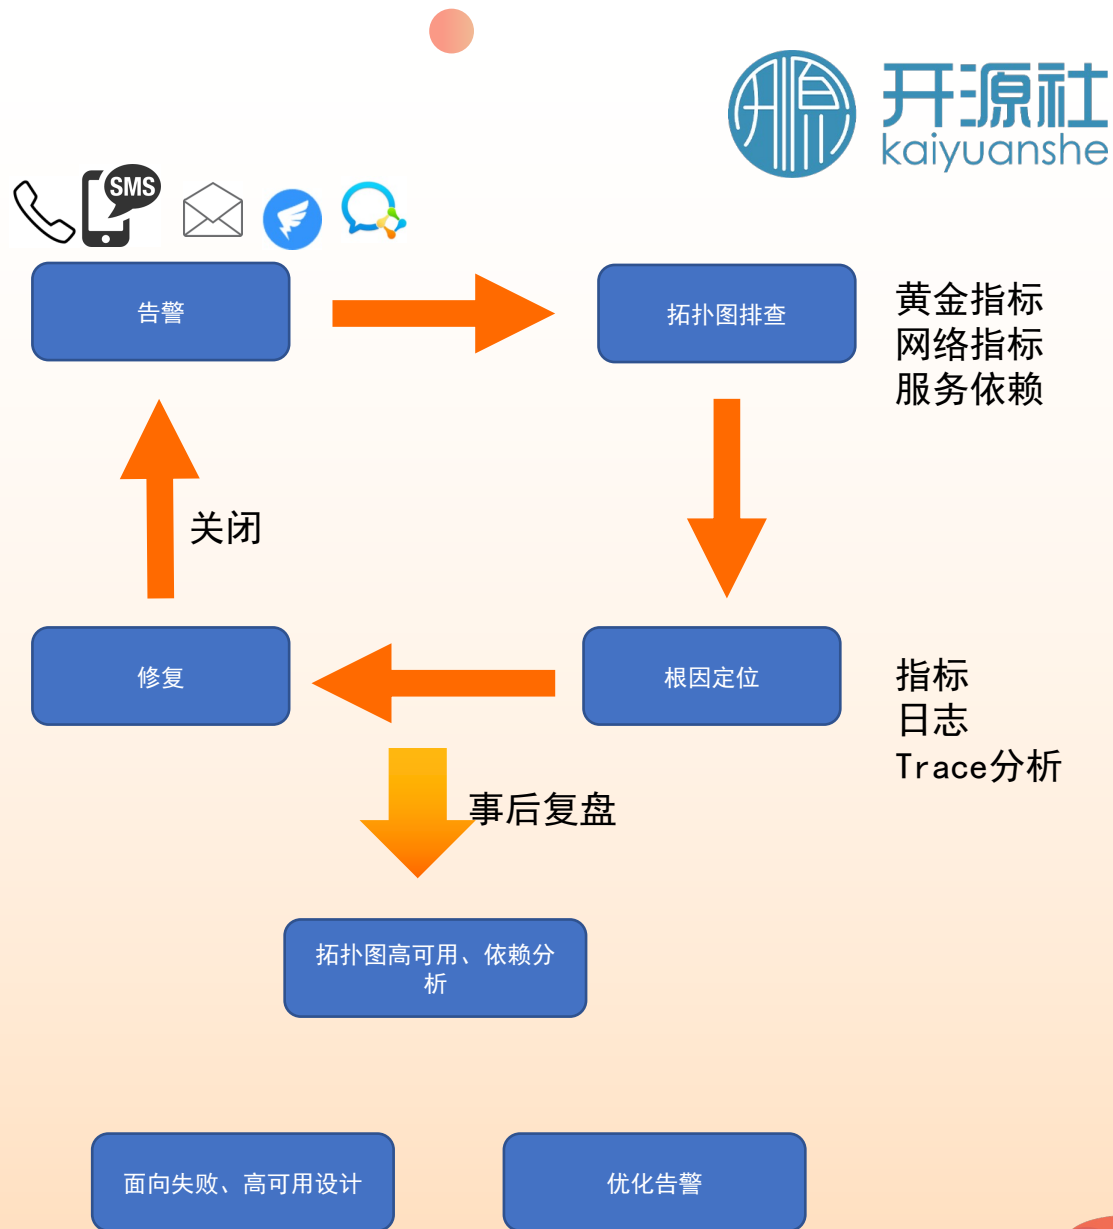 开源社
kaiyuanshe
SMS
告警
拓扑图排查
黄金指标
网络指标
服务依赖
关闭
修复
根因定位
指标
日志
Trace分析
事后复盘
拓扑图高可用、依赖分
析
面向失败、高可用设计
优化告警